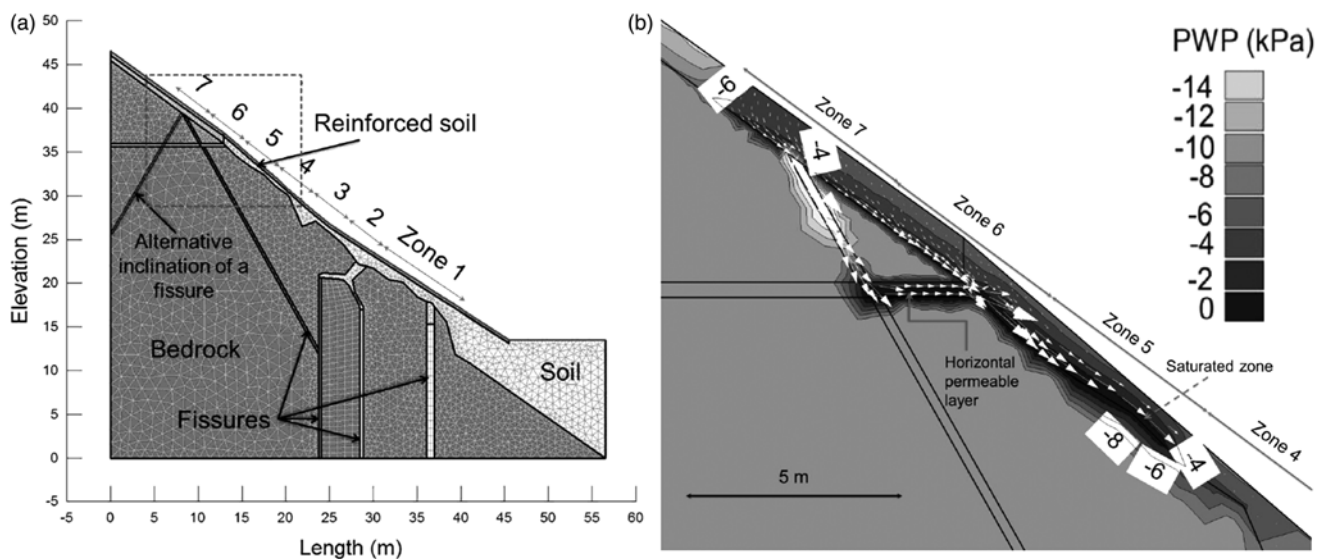 (a)
50
45
40
35
30
25
20
15
10
5
0
-5
Elevation (m)
-5
0
5
10
15
20
25
30
35
40
45
50
55
60
Length (m)
7
6
5
4
3
2
Zone 1
Reinforced soil
Alternative
inclination of a
fissure
Bedrock
Fissures
Soil
(b)
PWP (kPa)
-14
-12
-10
-8
-6
-4
-2
0
Zone 7
Zone 6
Zone 5
Zone 4
-6
-4
Horizontal
permeable
layer
Saturated zone
-8
-6
-4
5 m